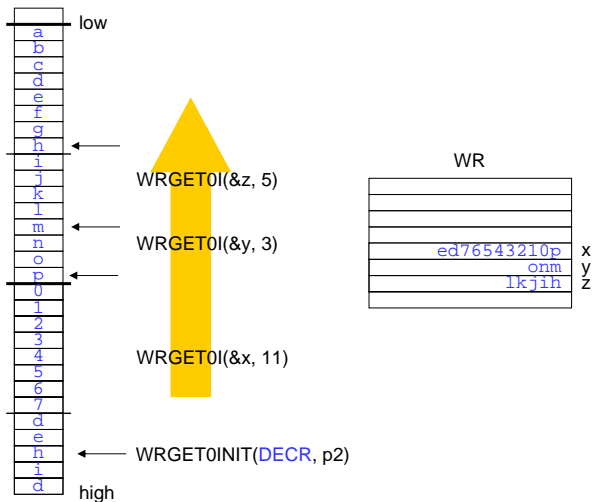 low
a
b
c
d
e
f
g
h
i
j
k
l
m
n
o
p
0
1
2
3
4
5
6
7
d
e
h
i
d
high
WRGET0I(&z, 5)
WRGET0I(&y, 3)
WRGET0I(&x, 11)
WRGET0INIT(DECR, p2)
WR
ed76543210p x
onm y
lkjih z